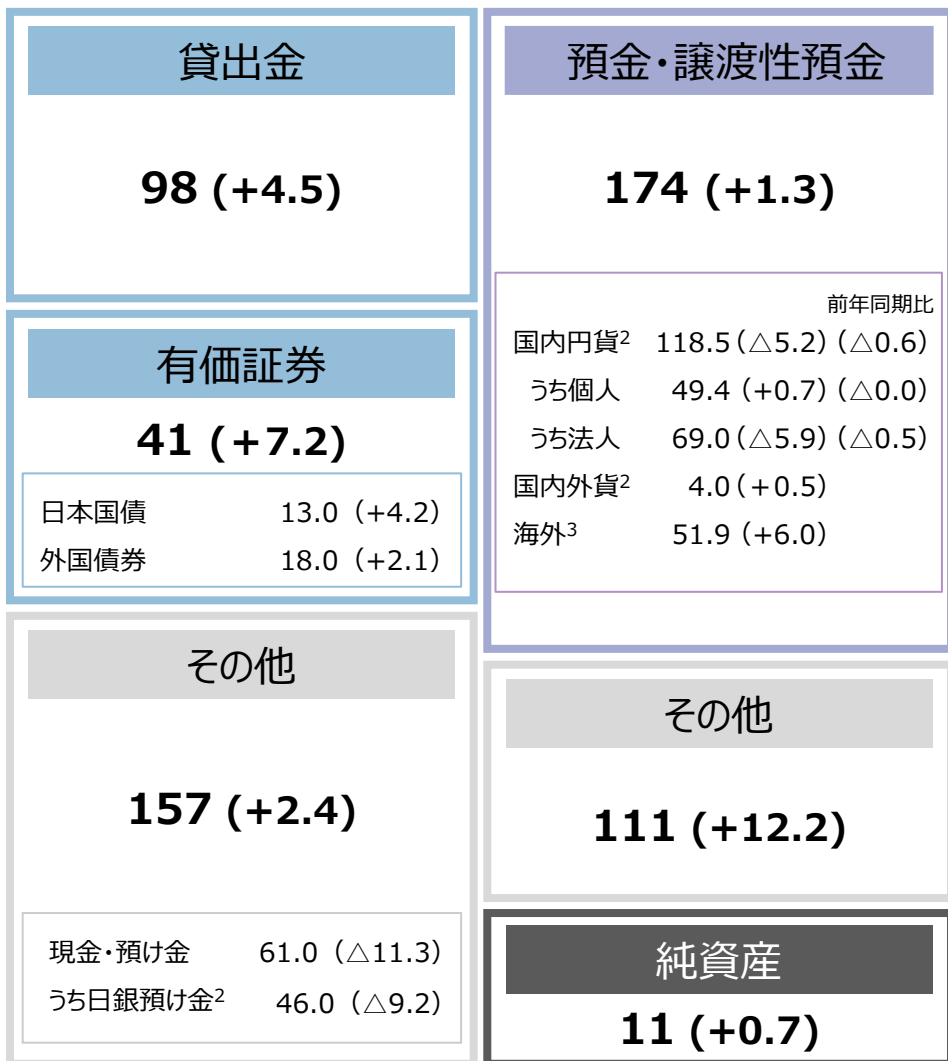 貸出金
98 (+4.5)
有価証券
41 (+7.2)
日本国債 13.0 (+4.2)
外国債券 18.0 (+2.1)
その他
157 (+2.4)
現金・預け金 61.0 (△11.3)
うち日銀預け金2 46.0 (△9.2)
預金・譲渡性預金
174 (+1.3)
前年同期比
国内円貨2 118.5 (△5.2) (△0.6)
うち個人 49.4 (+0.7) (△0.0)
うち法人 69.0 (△5.9) (△0.5)
国内外貨2 4.0 (+0.5)
海外3 51.9 (+6.0)
その他
111 (+12.2)
純資産
11 (+0.7)